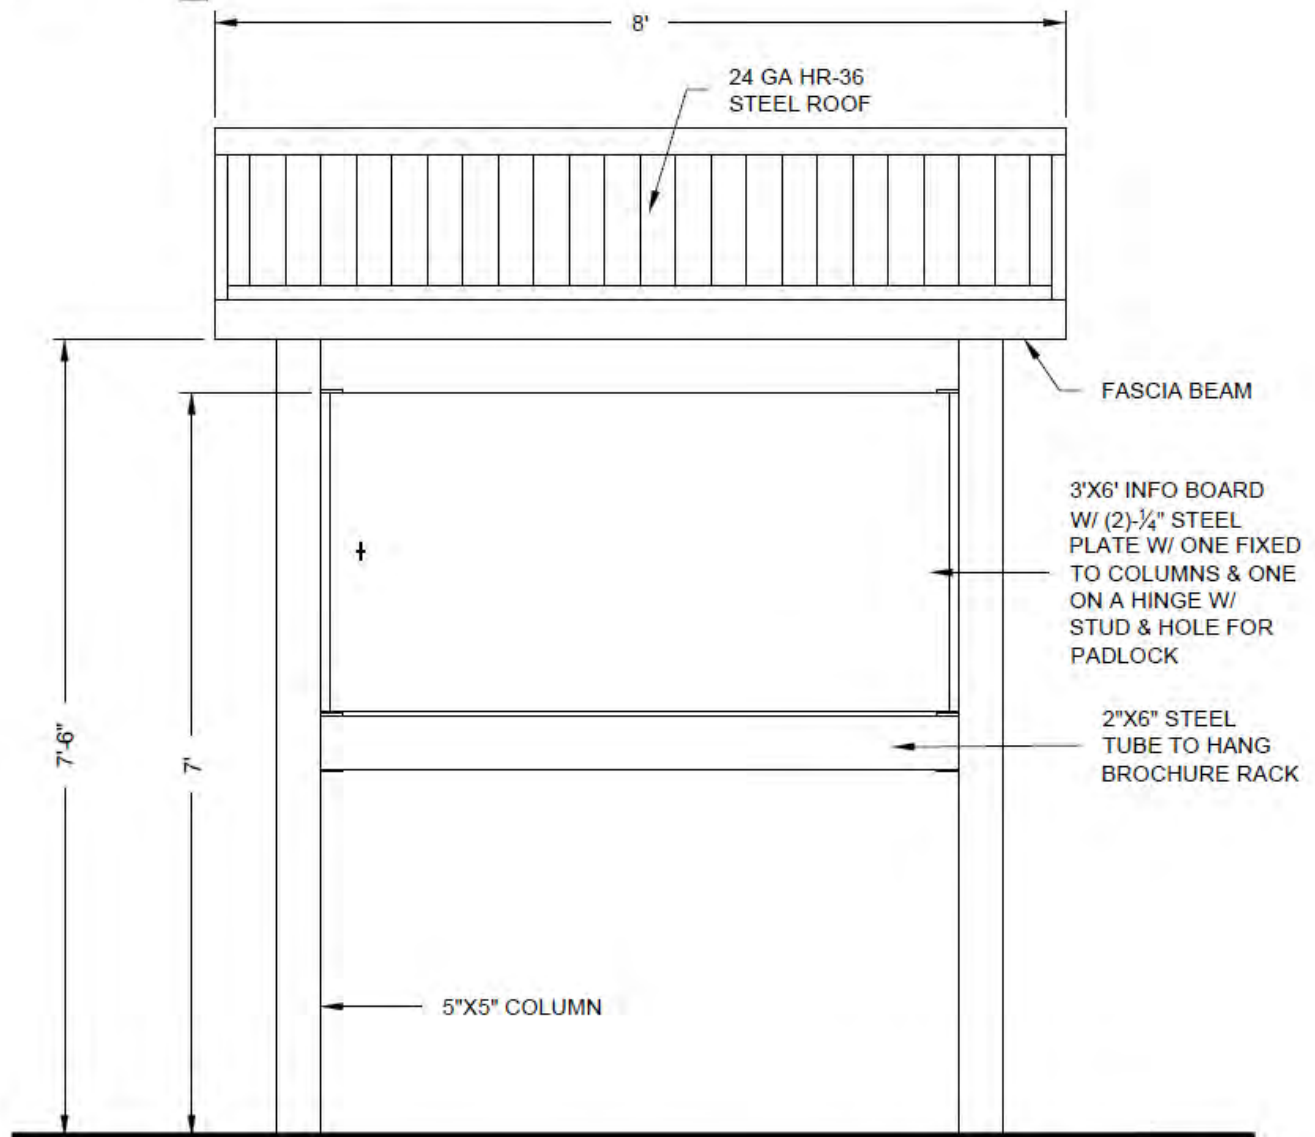 8'
24 GA HR-36
STEEL ROOF
FASCIA BEAM
3'X6' INFO BOARD
W/ (2)-¼" STEEL
PLATE W/ ONE FIXED
TO COLUMNS & ONE
ON A HINGE W/
STUD & HOLE FOR
PADLOCK
2"X6" STEEL
TUBE TO HANG
BROCHURE RACK
7'-6"
7'
5"X5" COLUMN